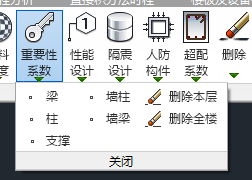 重要性 性能 隔震 人防 超配 删除
度 系数 设计 设计 构件 系数
梁 墙柱 删除本层
柱 墙梁 删除全楼
支撑
关闭